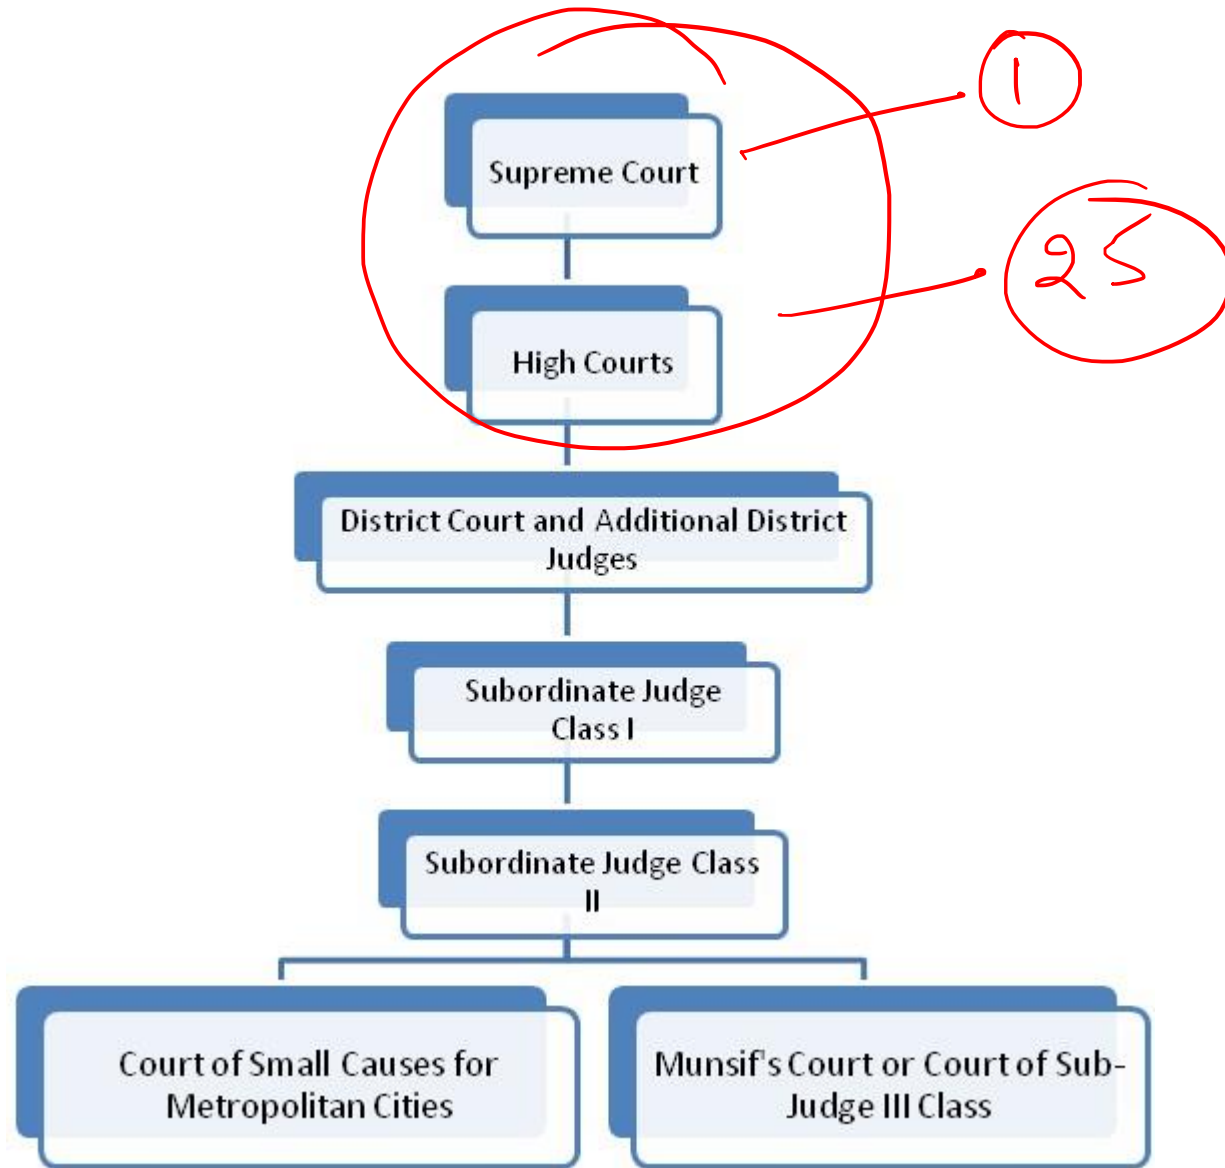 1
Supreme Court
25
High Courts
District Court and Additional District
Judges
Subordinate Judge
Class I
Subordinate Judge Class
II
Court of Small Causes for
Metropolitan Cities
Munsif's Court or Court of Sub-
Judge III Class